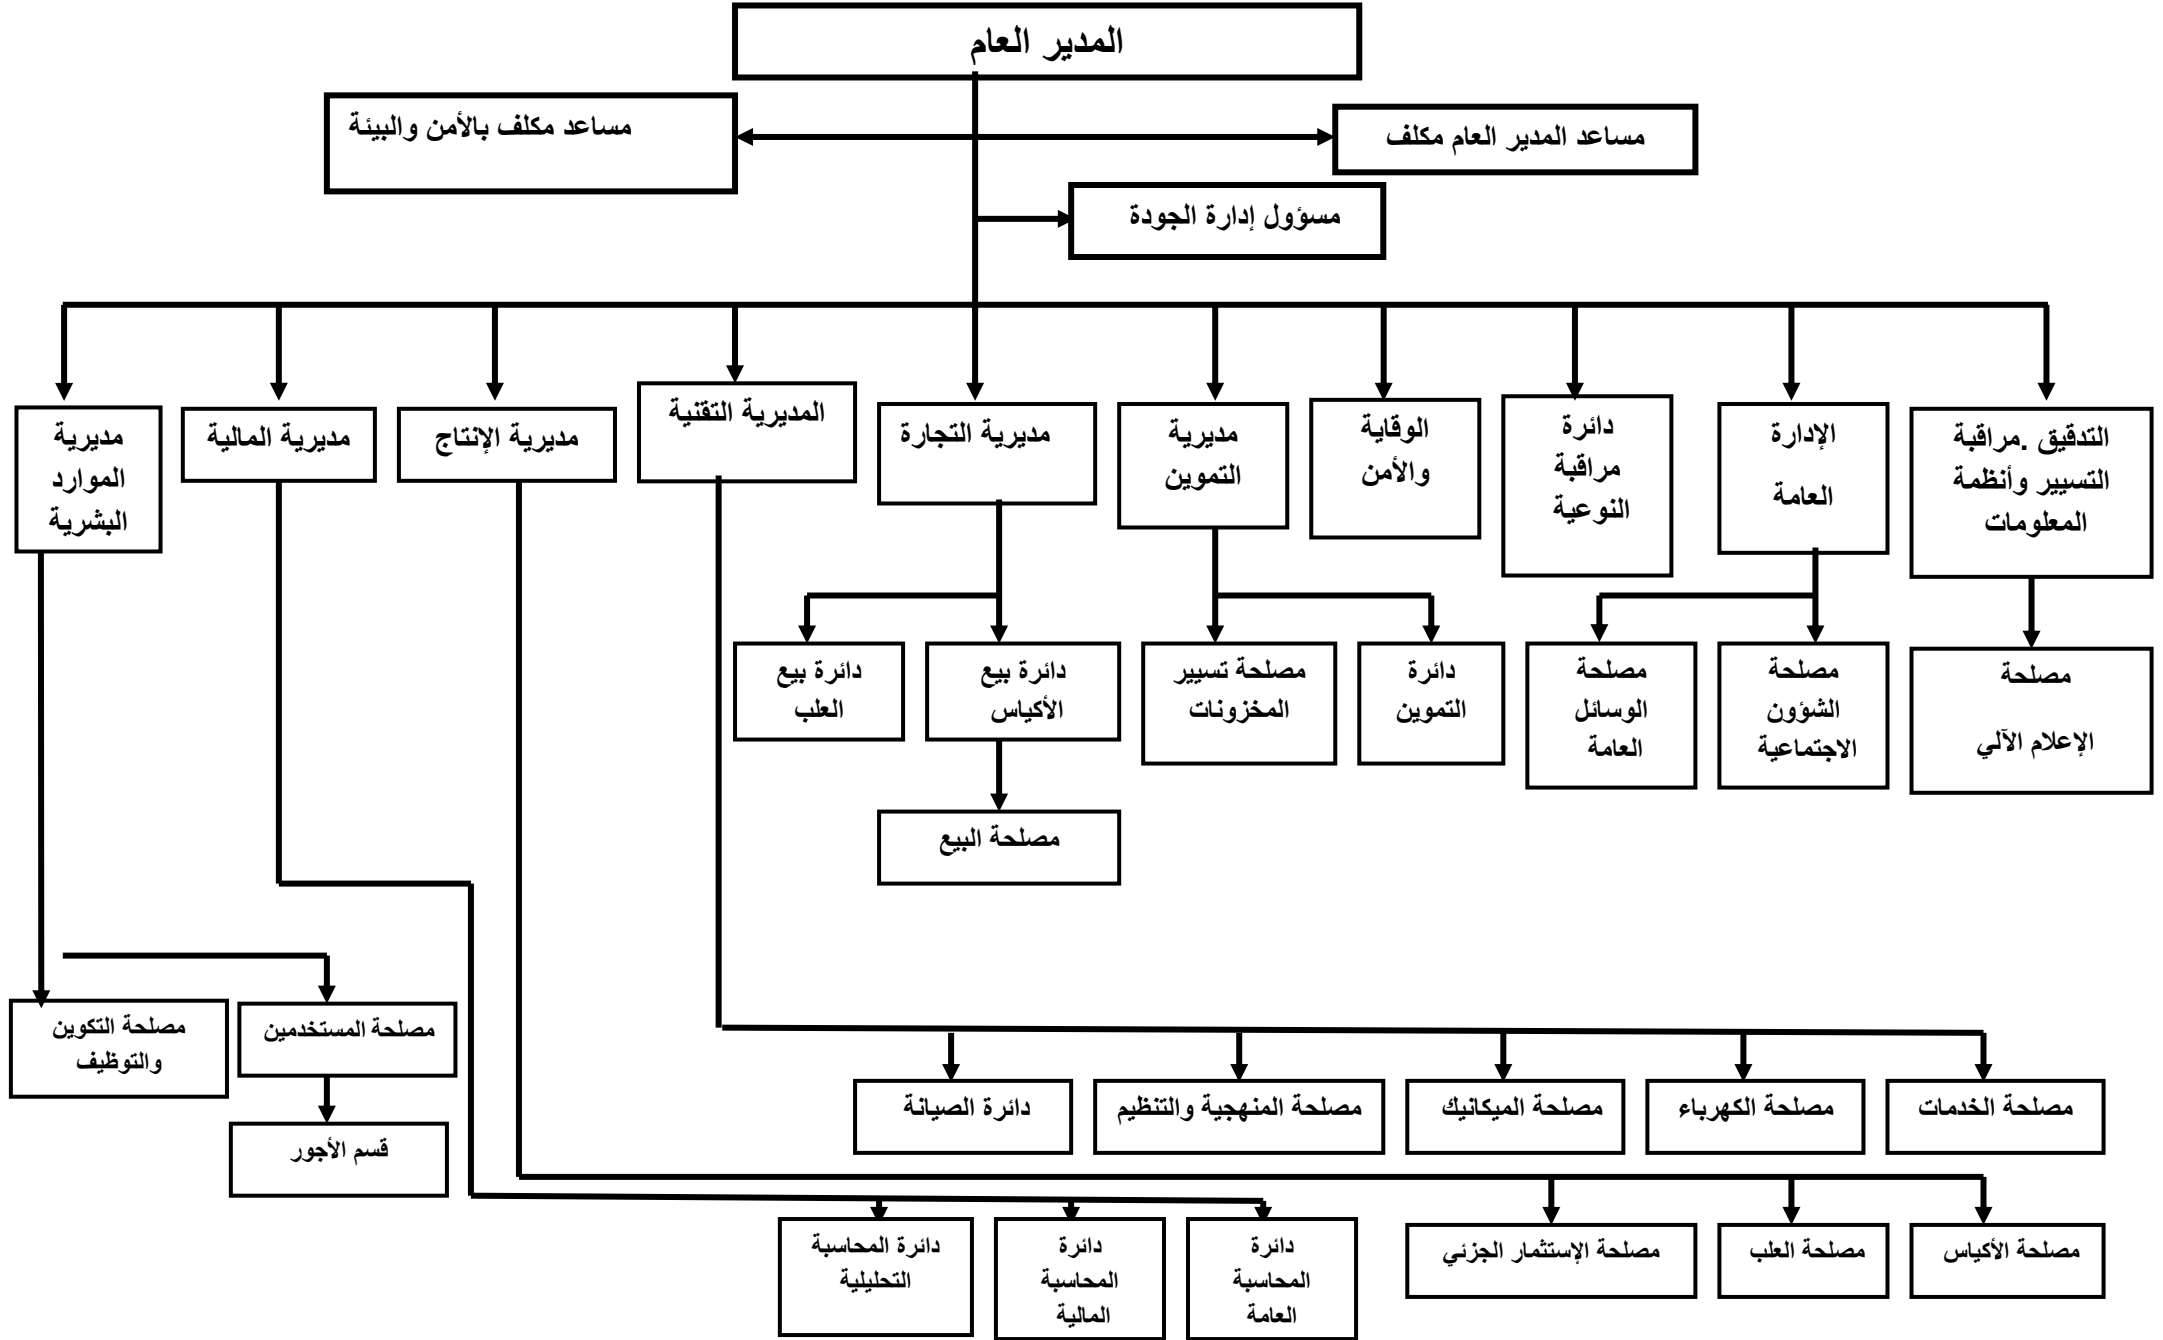 المدير العام
مساعد المدير العام مكلف
مساعد مكلف بالأمن والبيئة
مسؤول إدارة الجودة
التدقيق .مراقبة
التسيير وأنظمة
المعلومات
الإدارة
العامة
دائرة
مراقبة
النوعية
الوقاية
والأمن
مديرية
التموين
مديرية التجارة
المديرية التقنية
مديرية الإنتاج
مديرية المالية
مديرية
الموارد
البشرية
مصلحة
الإعلام الآلي
مصلحة
الشؤون
الاجتماعية
مصلحة
الوسائل
العامة
دائرة
التموين
مصلحة تسيير
المخزونات
دائرة بيع
الأكياس
دائرة بيع
العلب
مصلحة البيع
مصلحة المستخدمين
مصلحة التكوين
والتوظيف
قسم الأجور
مصلحة الخدمات
مصلحة الكهرباء
مصلحة الميكانيك
مصلحة المنهجية والتنظيم
دائرة الصيانة
مصلحة الأكياس
مصلحة العلب
مصلحة الإستثمار الجزئي
دائرة
المحاسبة
العامة
دائرة
المحاسبة
المالية
دائرة المحاسبة
التحليلية